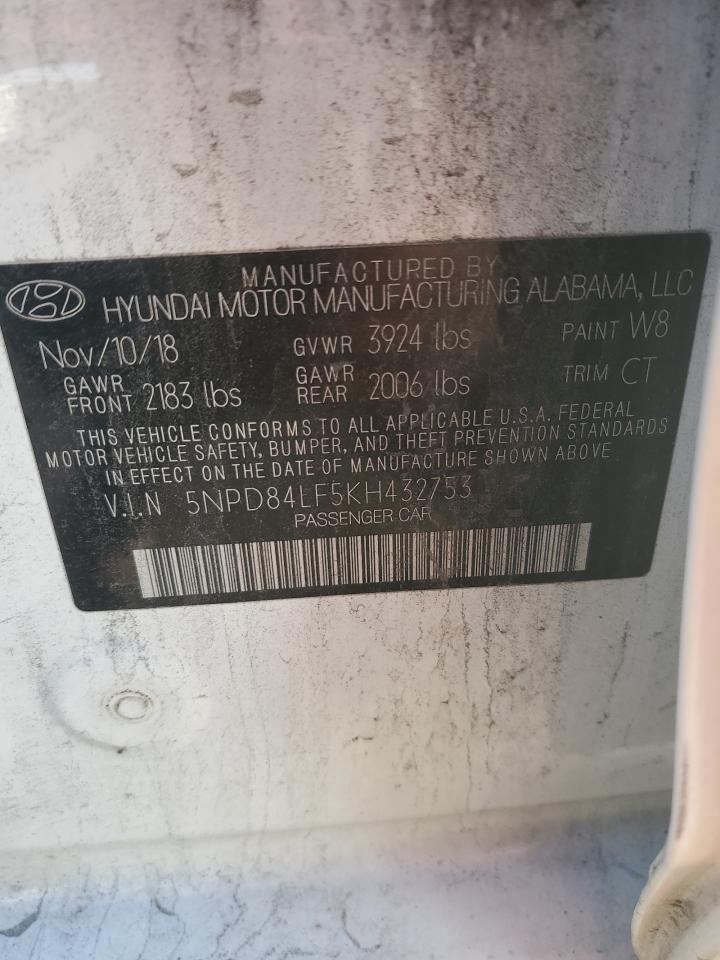 MANUFACTURED BY
HYUNDAI MOTOR MANUFACTURING ALABAMA, LLC
Nov/10/18 GVWR 3924 lbs PAINT W8
GAWR FRONT 2183 lbs GAWR REAR 2006 lbs TRIM CT
THIS VEHICLE CONFORMS TO ALL APPLICABLE U.S.A. FEDERAL
MOTOR VEHICLE SAFETY, BUMPER, AND THEFT PREVENTION STANDARDS
IN EFFECT ON THE DATE OF MANUFACTURE SHOWN ABOVE
V.I.N 5NPD84LF5KH432753
PASSENGER CAR